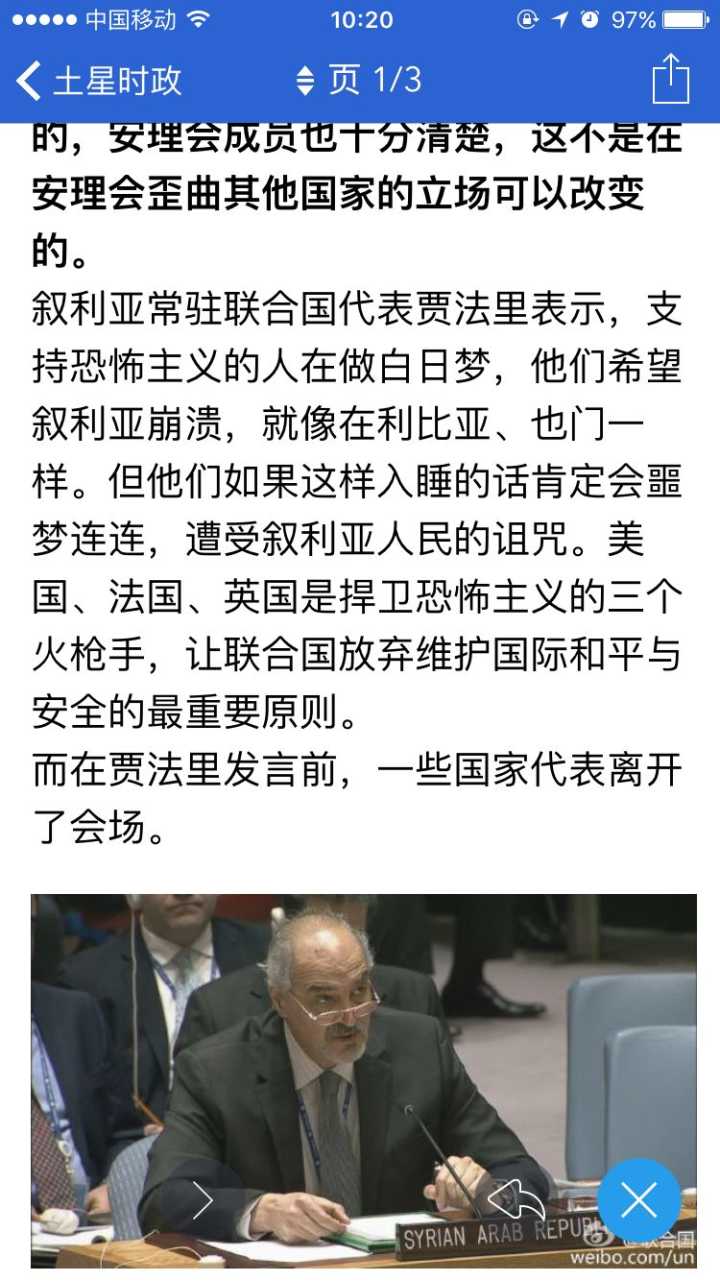 中国移动 10:20 97%
土星时政 页 1/3
的，安理会成员也十分清楚，这不是在
安理会歪曲其他国家的立场可以改变
的。
叙利亚常驻联合国代表贾法里表示，支
持恐怖主义的人在做白日梦，他们希望
叙利亚崩溃，就像在利比亚、也门一
样。但他们如果这样入睡的话肯定会噩
梦连连，遭受叙利亚人民的诅咒。美
国、法国、英国是捍卫恐怖主义的三个
火枪手，让联合国放弃维护国际和平与
安全的最重要原则。
而在贾法里发言前，一些国家代表离开
了会场。
SYRIAN ARAB REPUBL
@联合国
weibo.com/un